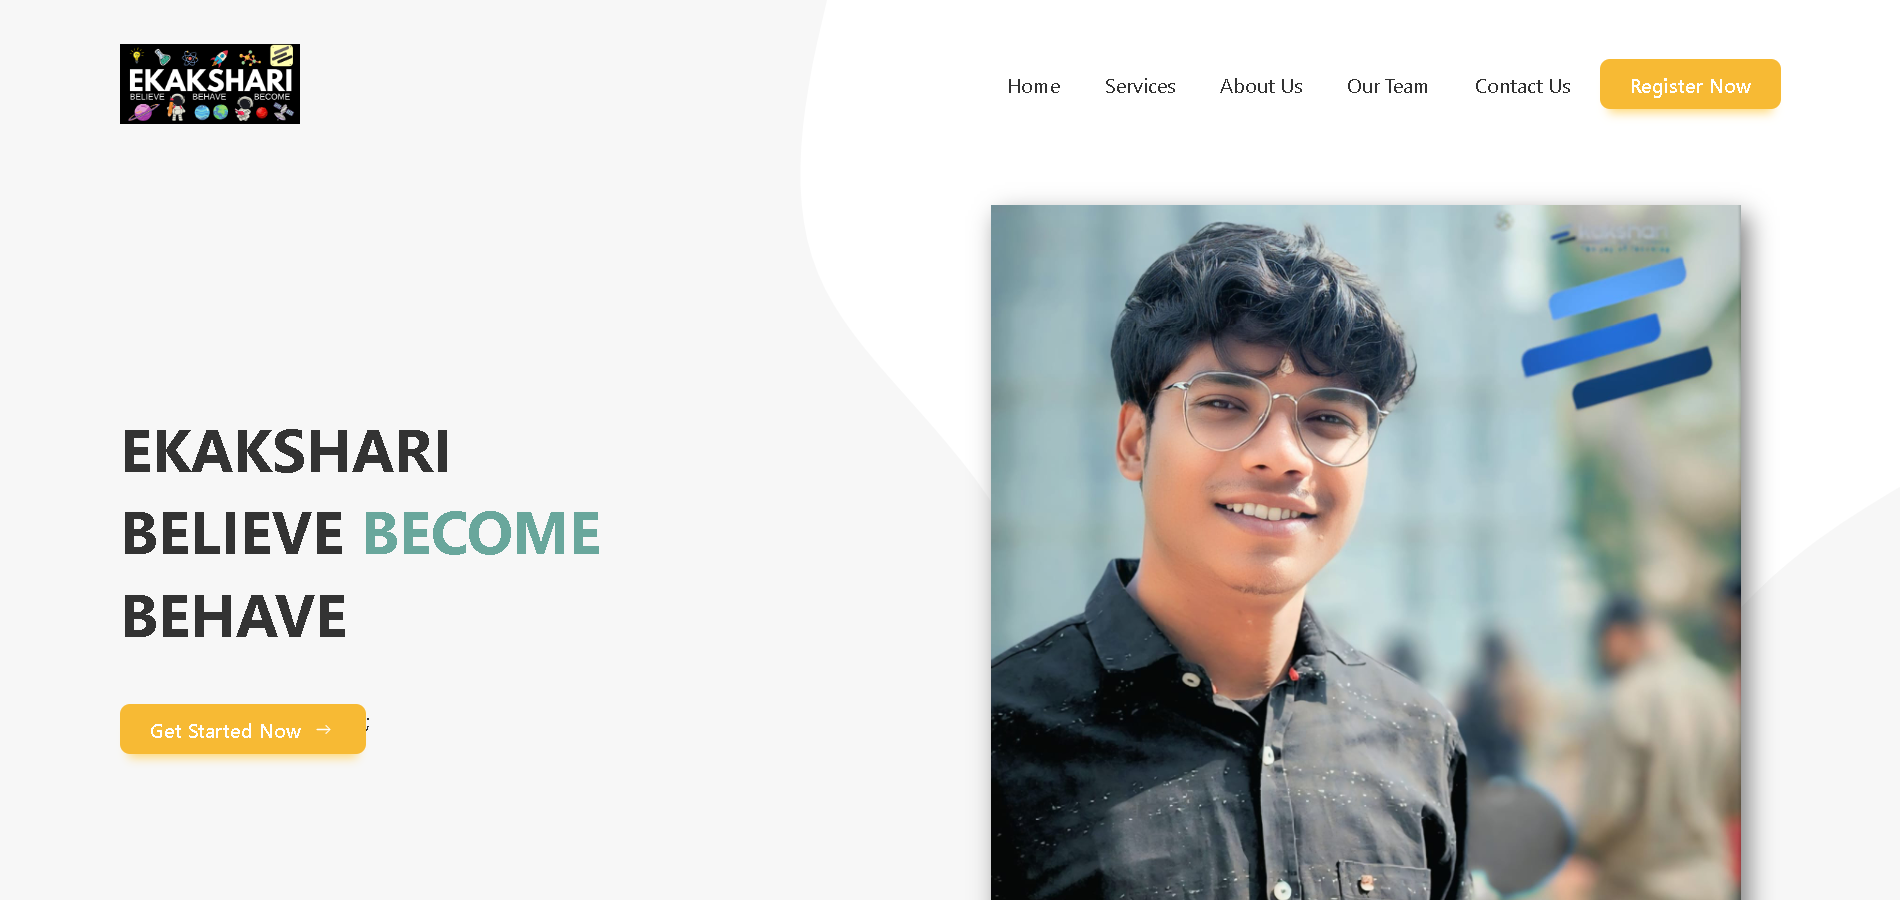 EKAKSHARI
BELIEVE BEHAVE BECOME
Home Services About Us Our Team Contact Us Register Now
EKAKSHARI
BELIEVE BECOME
BEHAVE
Get Started Now → ;